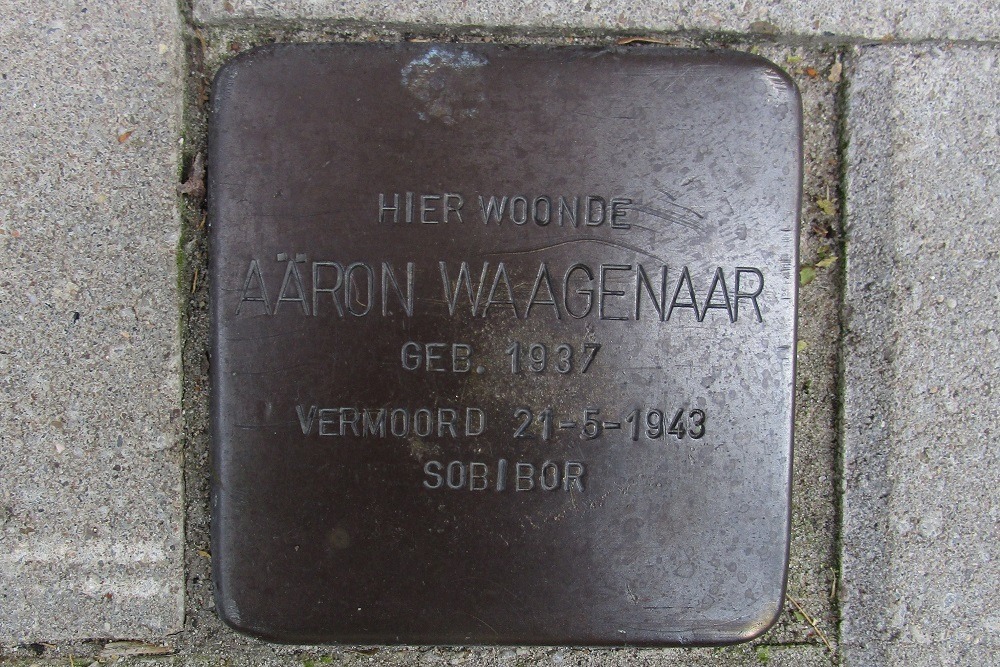 HIER WOONDE
AÄRON WAAGENAAR
GEB. 1937
VERMOORD 21-5-1943
SOBIBOR